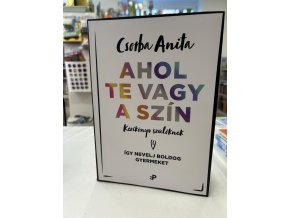 Csorba Anita
AHOL
TE VAGY
A SZÍN
Kézikönyv szülőknek
ÍGY NEVELJ BOLDOG
GYERMEKET
:P